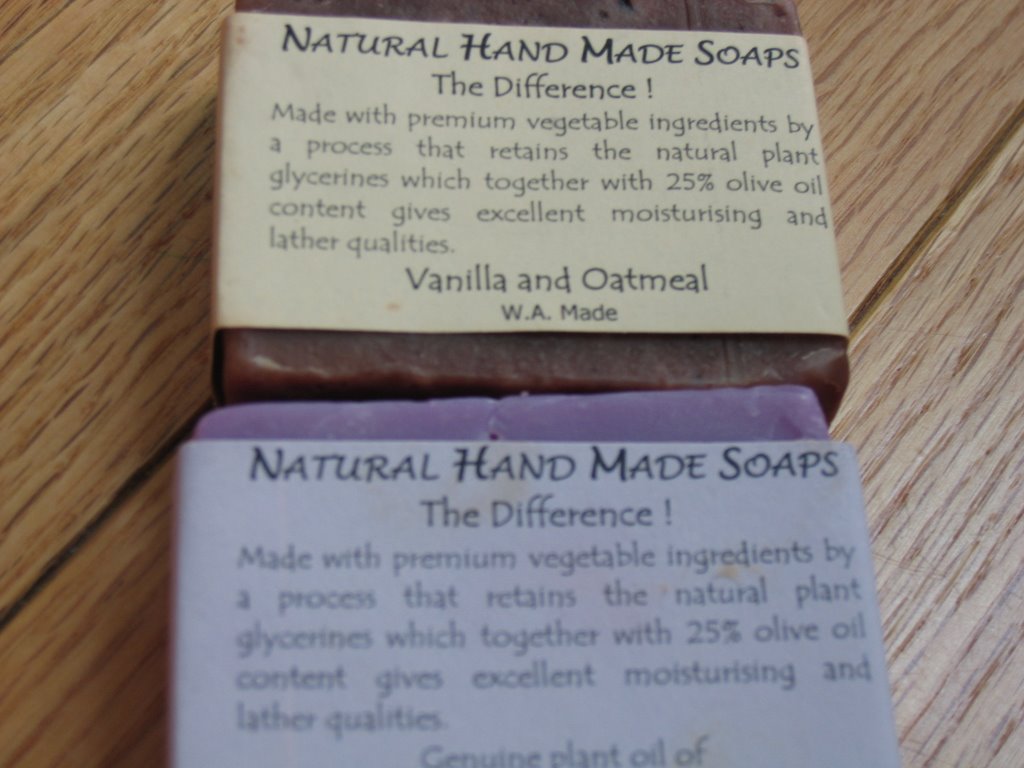 NATURAL HAND MADE SOAPS
The Difference !
Made with premium vegetable ingredients by
a process that retains the natural plant
glycerines which together with 25% olive oil
content gives excellent moisturising and
lather qualities.
Vanilla and Oatmeal
W.A. Made
NATURAL HAND MADE SOAPS
The Difference !
Made with premium vegetable ingredients by
a process that retains the natural plant
glycerines which together with 25% olive oil
content gives excellent moisturising and
lather qualities.
Genuine plant oil of